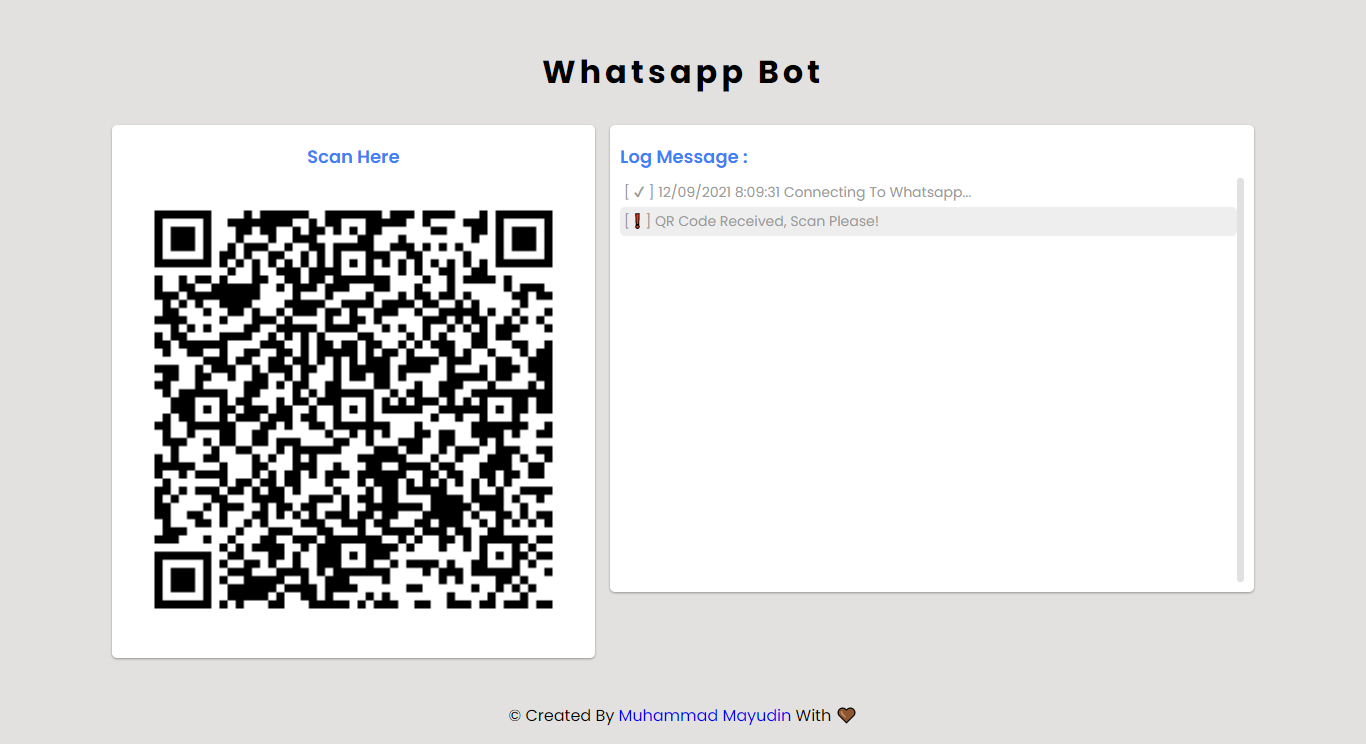 Whatsapp Bot
Scan Here
Log Message :
[ ✓ ] 12/09/2021 8:09:31 Connecting To Whatsapp...
[❗] QR Code Received, Scan Please!
© Created By Muhammad Mayudin With 🤎